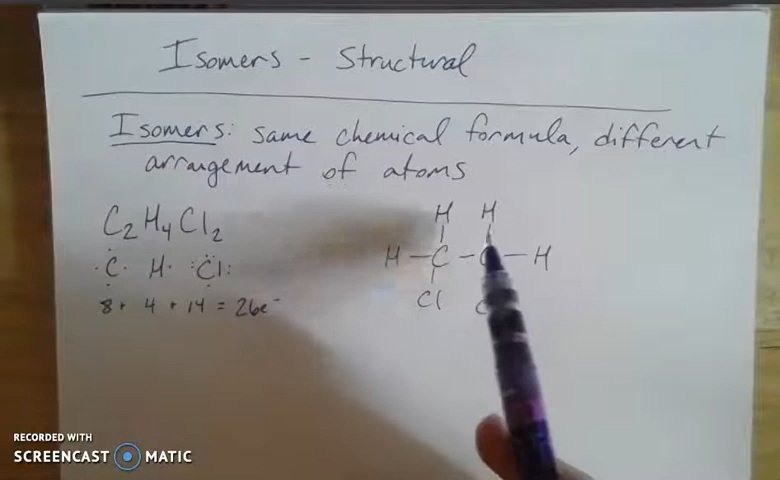 Isomers - Structural
Isomers: same chemical formula, different
arrangement of atoms
C2H4Cl2
H H
·C· H· :Cl:
H-C-C-H
8 + 4 + 14 = 26e-
Cl C
RECORDED WITH
SCREENCAST MATIC